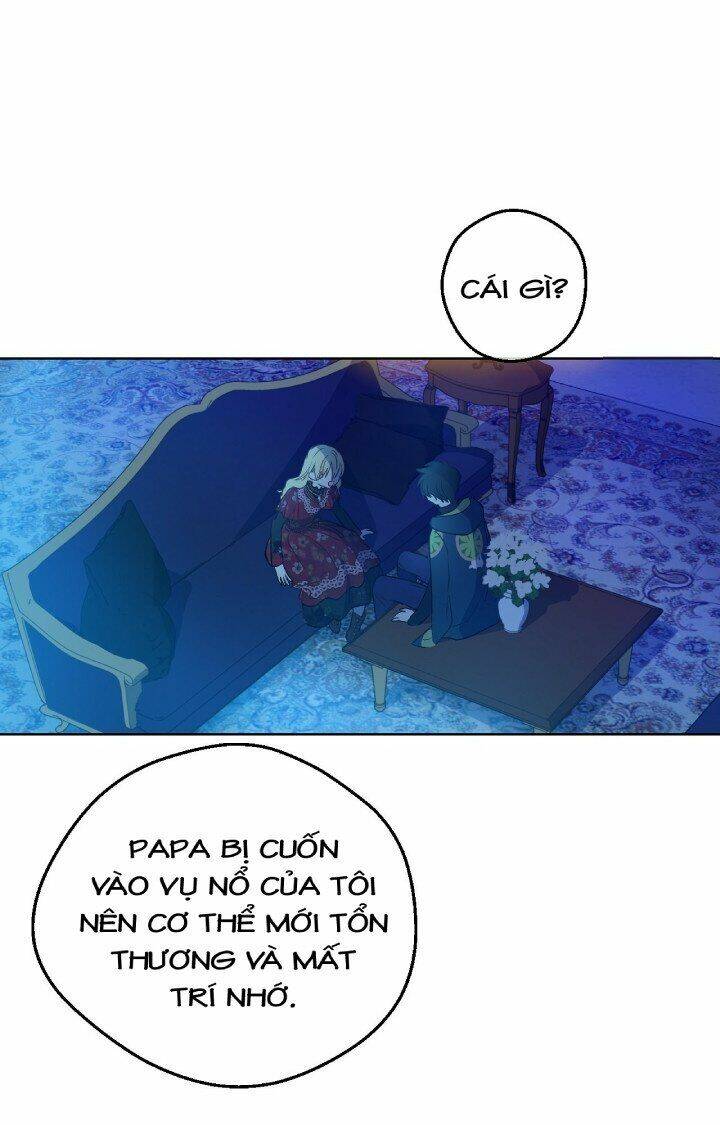 CÁI GÌ?
PAPA BỊ CUỐN
VÀO VỤ NỔ CỦA TÔI
NÊN CƠ THỂ MỚI TỔN
THƯƠNG VÀ MẤT
TRÍ NHỚ.